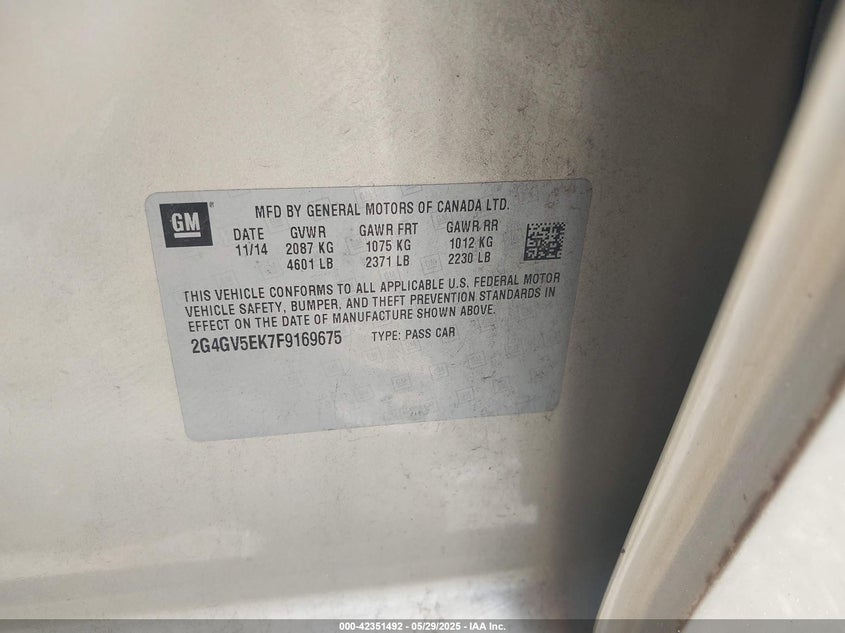 GM
MFD BY GENERAL MOTORS OF CANADA LTD.
DATE GVWR GAWR FRT GAWR RR
11/14 2087 KG 1075 KG 1012 KG
4601 LB 2371 LB 2230 LB
THIS VEHICLE CONFORMS TO ALL APPLICABLE U.S. FEDERAL MOTOR
VEHICLE SAFETY, BUMPER, AND THEFT PREVENTION STANDARDS IN
EFFECT ON THE DATE OF MANUFACTURE SHOWN ABOVE.
2G4GV5EK7F9169675 TYPE: PASS CAR
000-42351492 - 05/29/2025 - IAA Inc.